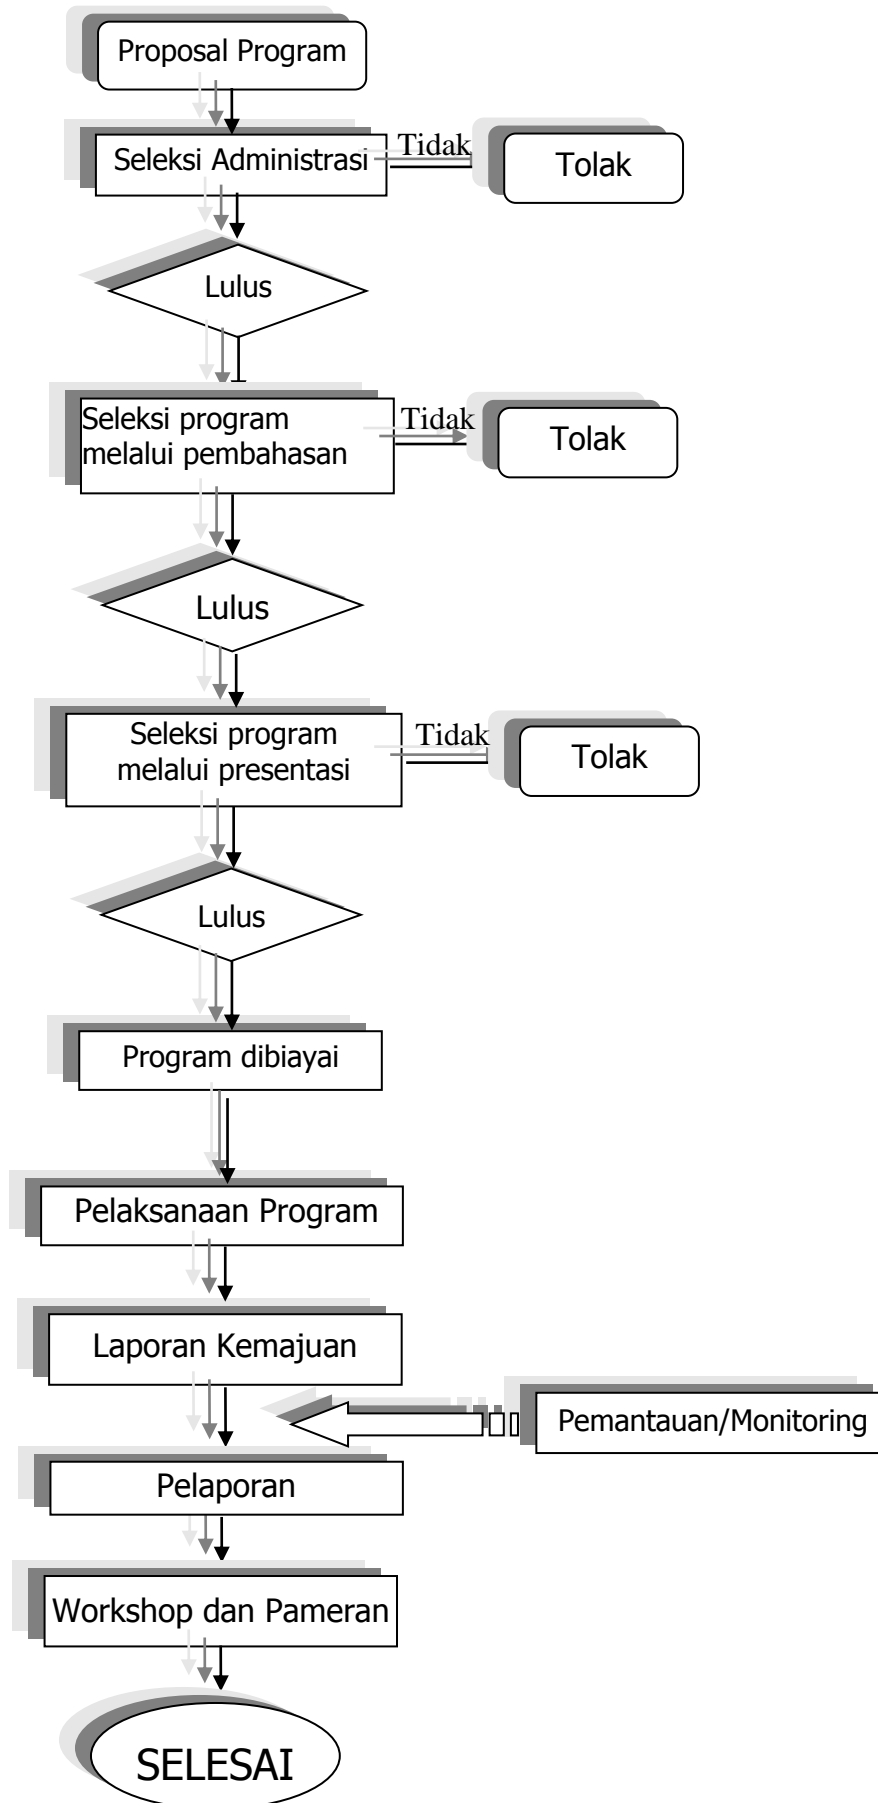 Proposal Program
Seleksi Administrasi
Tidak
Tolak
Lulus
Seleksi program
melalui pembahasan
Tidak
Tolak
Lulus
Seleksi program
melalui presentasi
Tidak
Tolak
Lulus
Program dibiayai
Pelaksanaan Program
Laporan Kemajuan
Pemantauan/Monitoring
Pelaporan
Workshop dan Pameran
SELESAI